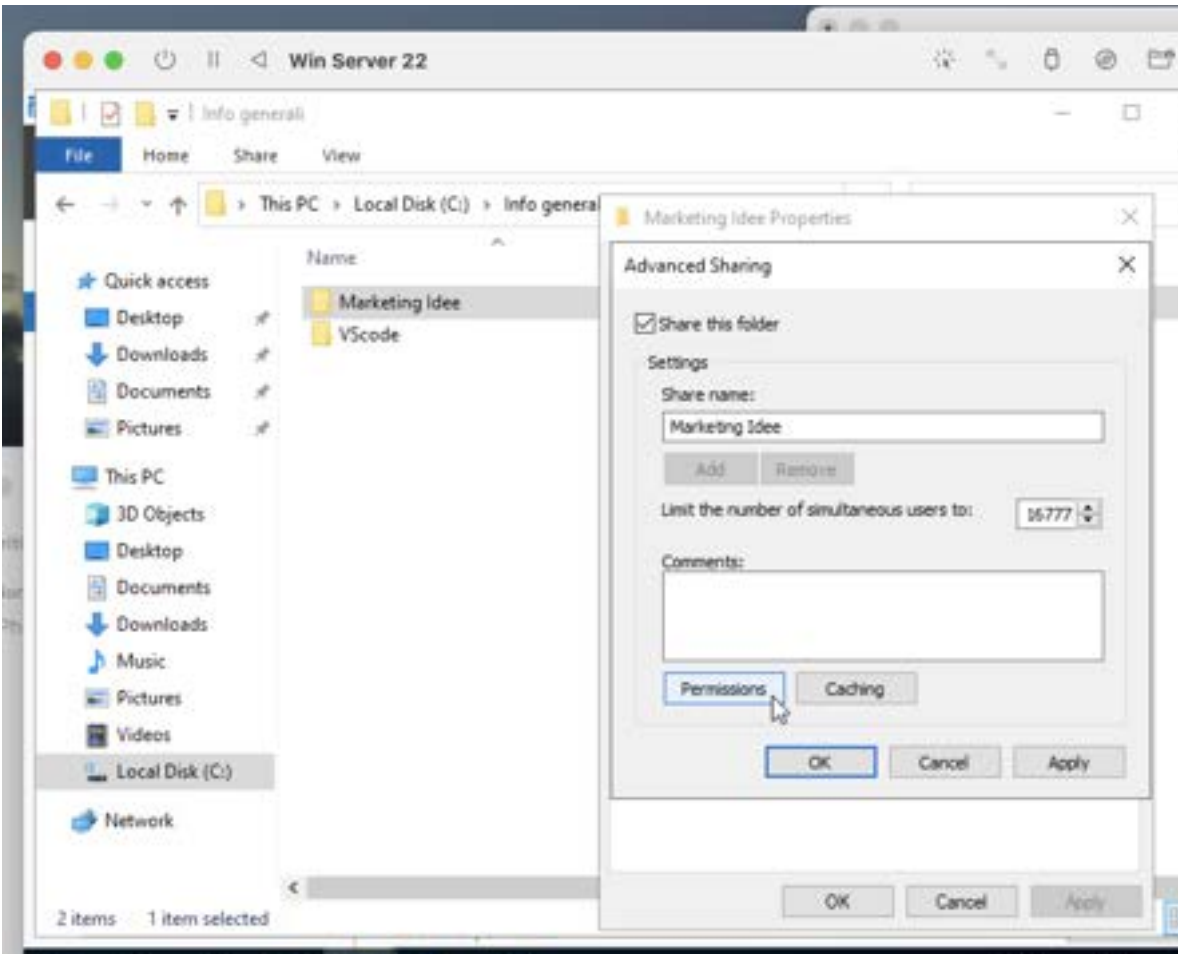 Win Server 22
Info generali
File Home Share View
This PC Local Disk (C:) Info general
Marketing Idee Properties
Advanced Sharing
Name
Quick access
Desktop
Downloads
Documents
Pictures
This PC
3D Objects
Desktop
Documents
Downloads
Music
Pictures
Videos
Local Disk (C:)
Network
Marketing Idee
VScode
Share this folder
Settings
Share name:
Marketing Idee
Add Remove
Limit the number of simultaneous users to: 16777
Comments:
Permissions Caching
OK Cancel Apply
OK Cancel Apply
2 items 1 item selected